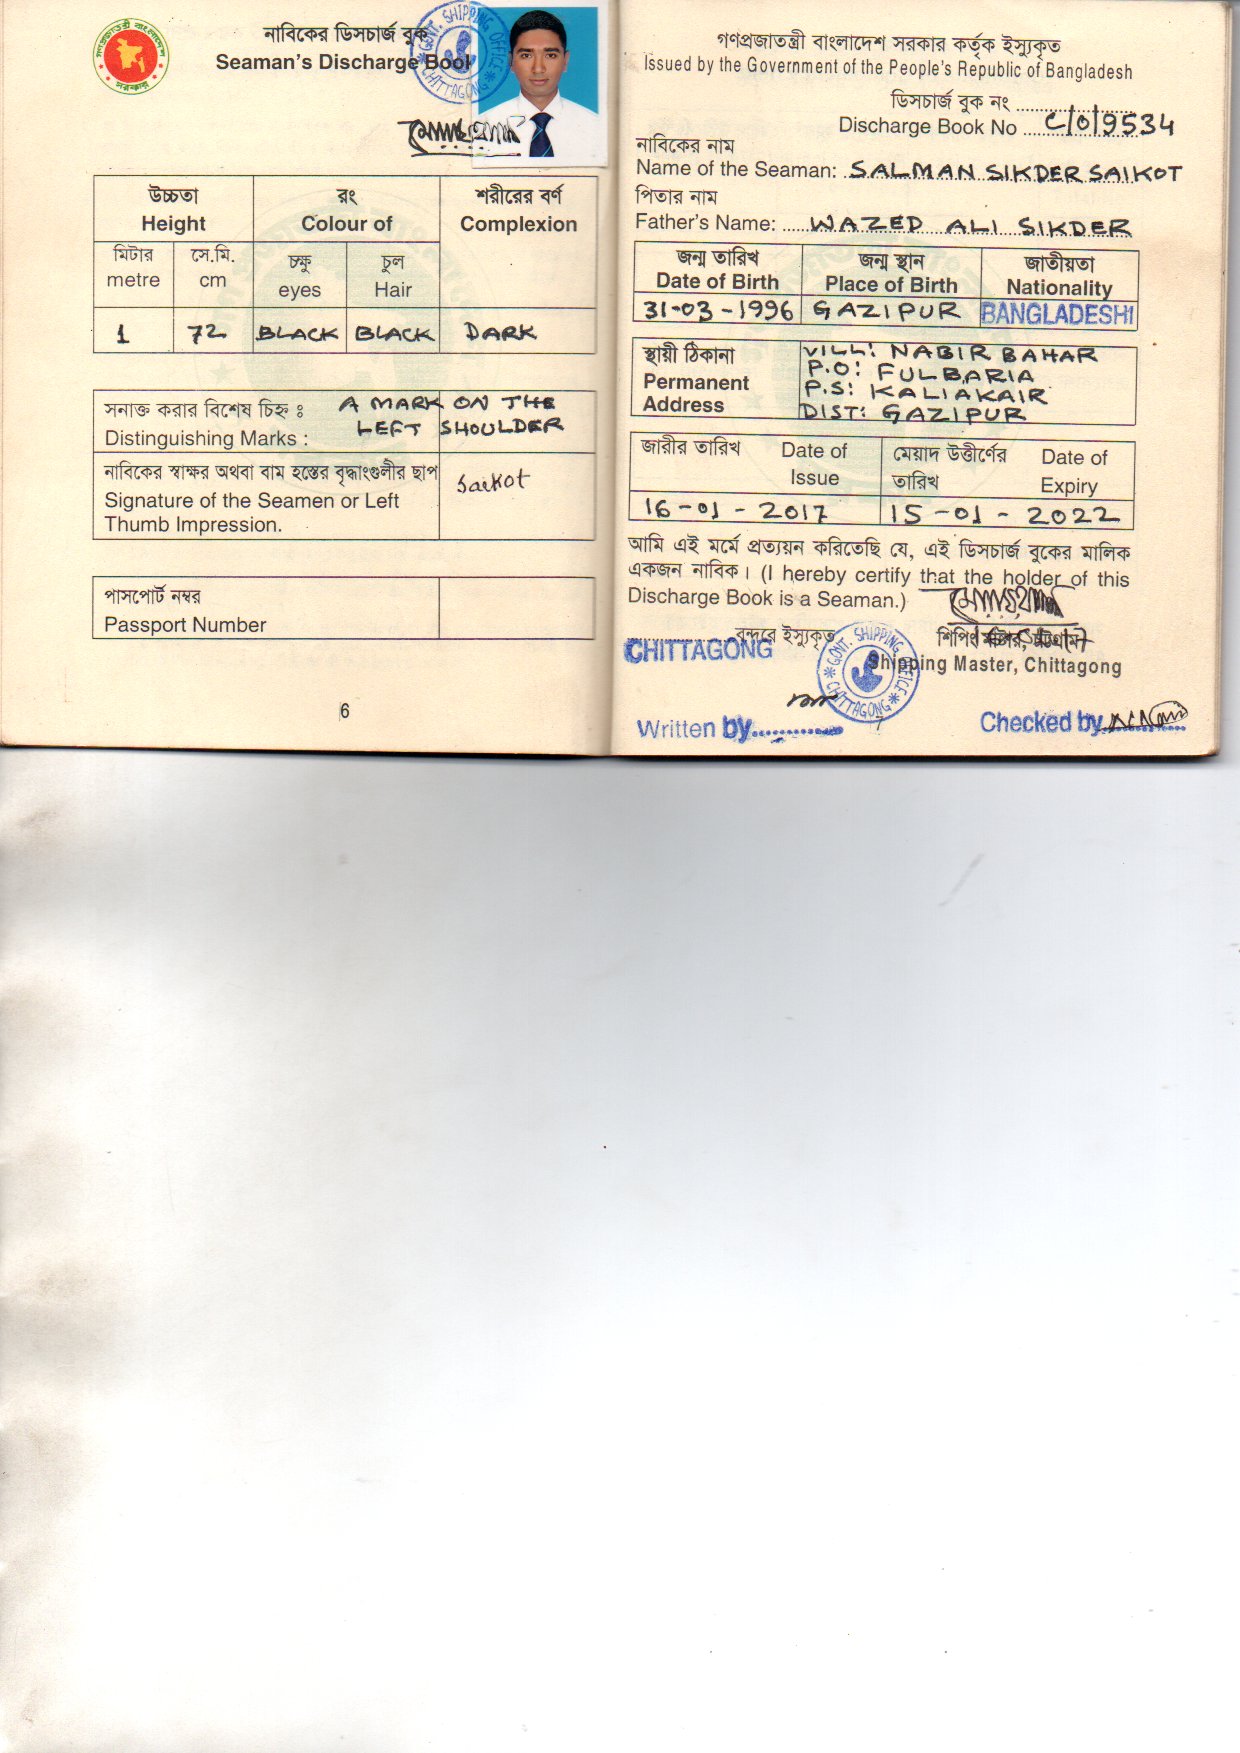 গণপ্রজাতন্ত্রী বাংলাদেশ
সরকার
নাবিকের ডিসচার্জ বুক
Seaman's Discharge Book
GOVT. SHIPPING OFFICE
CHITTAGONG
উচ্চতা রং শরীরের বর্ণ
Height Colour of Complexion
মিটার সে.মি. চক্ষু চুল
metre cm eyes Hair
1 72 BLACK BLACK DARK
সনাক্ত করার বিশেষ চিহ্ন ঃ A MARK ON THE
Distinguishing Marks : LEFT SHOULDER
নাবিকের স্বাক্ষর অথবা বাম হস্তের বৃদ্ধাংগুলীর ছাপ
Signature of the Seamen or Left Saikot
Thumb Impression.
পাসপোর্ট নম্বর
Passport Number
6
গণপ্রজাতন্ত্রী বাংলাদেশ সরকার কর্তৃক ইস্যুকৃত
Issued by the Government of the People's Republic of Bangladesh
ডিসচার্জ বুক নং
Discharge Book No C/0/9534
নাবিকের নাম
Name of the Seaman: SALMAN SIKDER SAIKOT
পিতার নাম
Father's Name: WAZED ALI SIKDER
জন্ম তারিখ জন্ম স্থান জাতীয়তা
Date of Birth Place of Birth Nationality
31-03-1996 GAZIPUR BANGLADESHI
স্থায়ী ঠিকানা VILL: NABIR BAHAR
P.O: FULBARIA
Permanent P.S: KALIAKAIR
Address DIST: GAZIPUR
জারীর তারিখ Date of মেয়াদ উত্তীর্ণের Date of
Issue তারিখ Expiry
16-01-2017 15-01-2022
আমি এই মর্মে প্রত্যয়ন করিতেছি যে, এই ডিসচার্জ বুকের মালিক
একজন নাবিক। (I hereby certify that the holder of this
Discharge Book is a Seaman.)
বন্দরে ইস্যুকৃত শিপিং মাস্টার, চট্টগ্রাম
CHITTAGONG Shipping Master, Chittagong
GOVT. SHIPPING OFFICE
CHITTAGONG
Written by Checked by